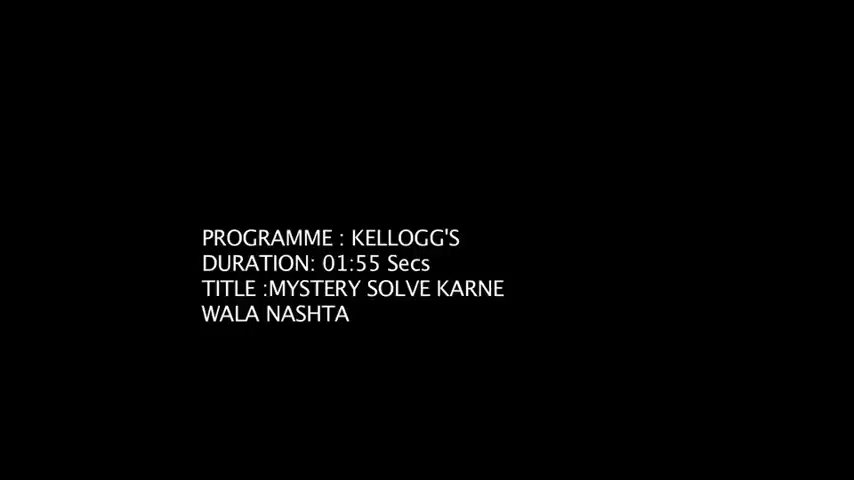 PROGRAMME : KELLOGG'S
DURATION: 01:55 Secs
TITLE :MYSTERY SOLVE KARNE
WALA NASHTA